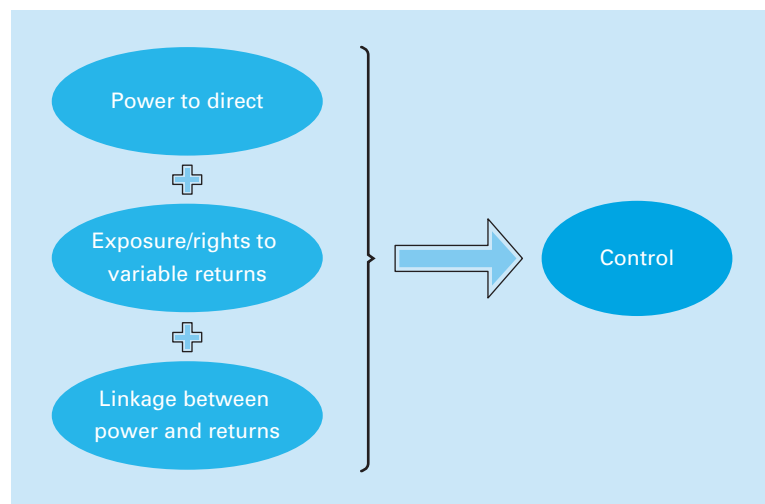 Power to direct
Exposure/rights to
variable returns
Linkage between
power and returns
Control